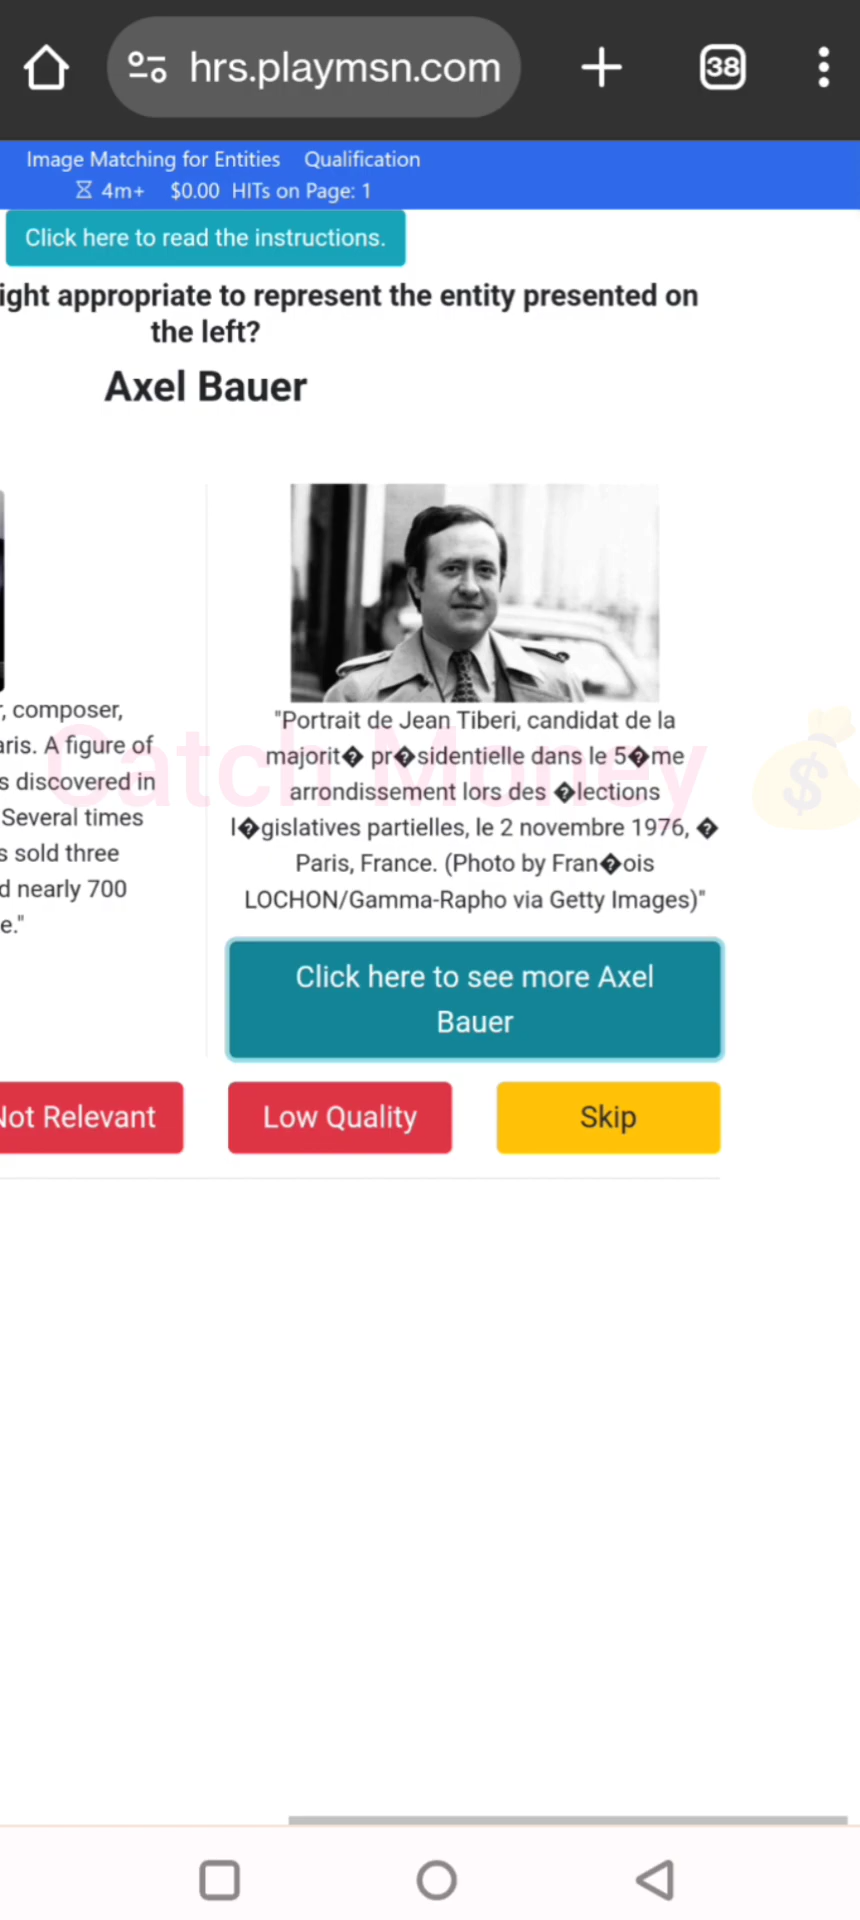 hrs.playmsn.com
38
Image Matching for Entities Qualification
4m+ $0.00 HITs on Page: 1
Click here to read the instructions.
ight appropriate to represent the entity presented on
the left?
Axel Bauer
, composer,
aris. A figure of
s discovered in
Several times
s sold three
d nearly 700
e."
"Portrait de Jean Tiberi, candidat de la
majorit� pr�sidentielle dans le 5�me
arrondissement lors des �lections
l�gislatives partielles, le 2 novembre 1976, �
Paris, France. (Photo by Fran�ois
LOCHON/Gamma-Rapho via Getty Images)"
Catch Money
Click here to see more Axel
Bauer
Not Relevant
Low Quality
Skip